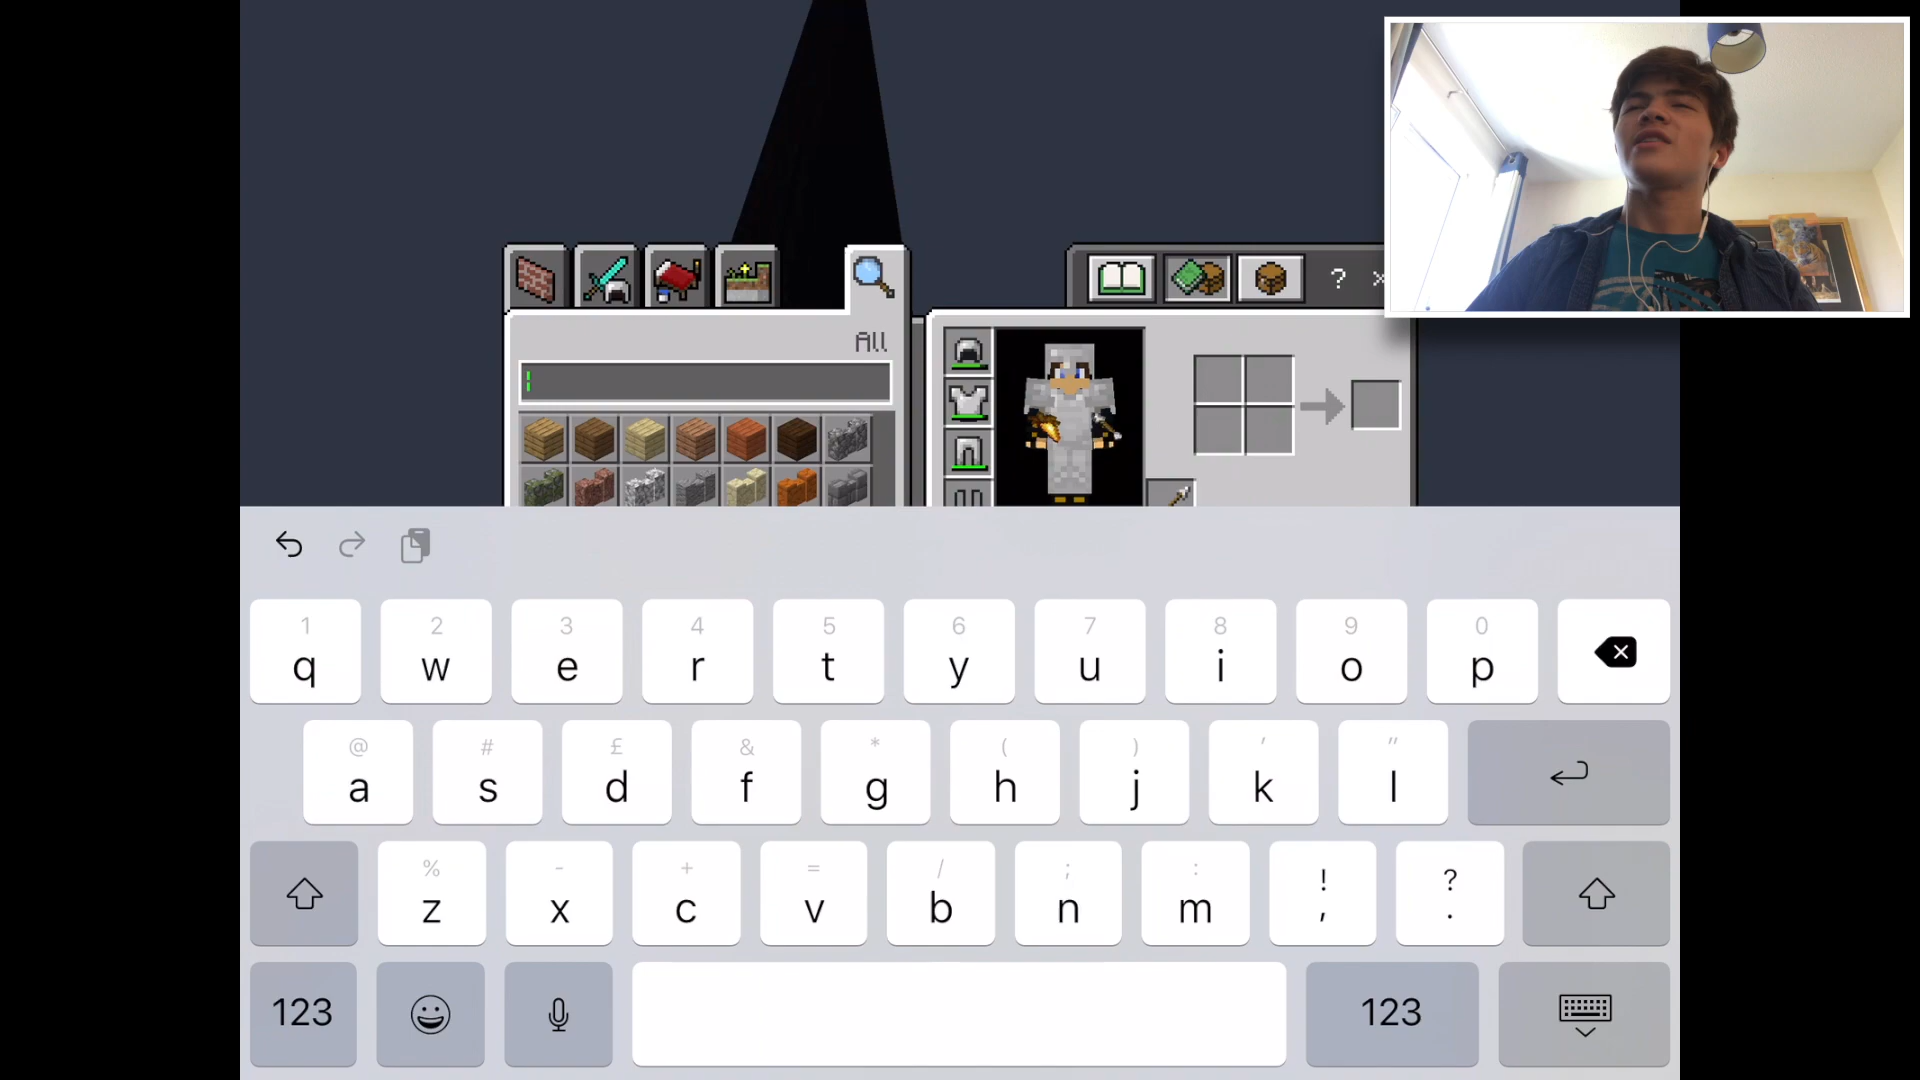 ? x
All
1 2 3 4 5 6 7 8 9 0
q w e r t y u i o p
@ # £ & * ( ) ' "
a s d f g h j k l
% - + = / ; : ! ?
z x c v b n m , .
123 123